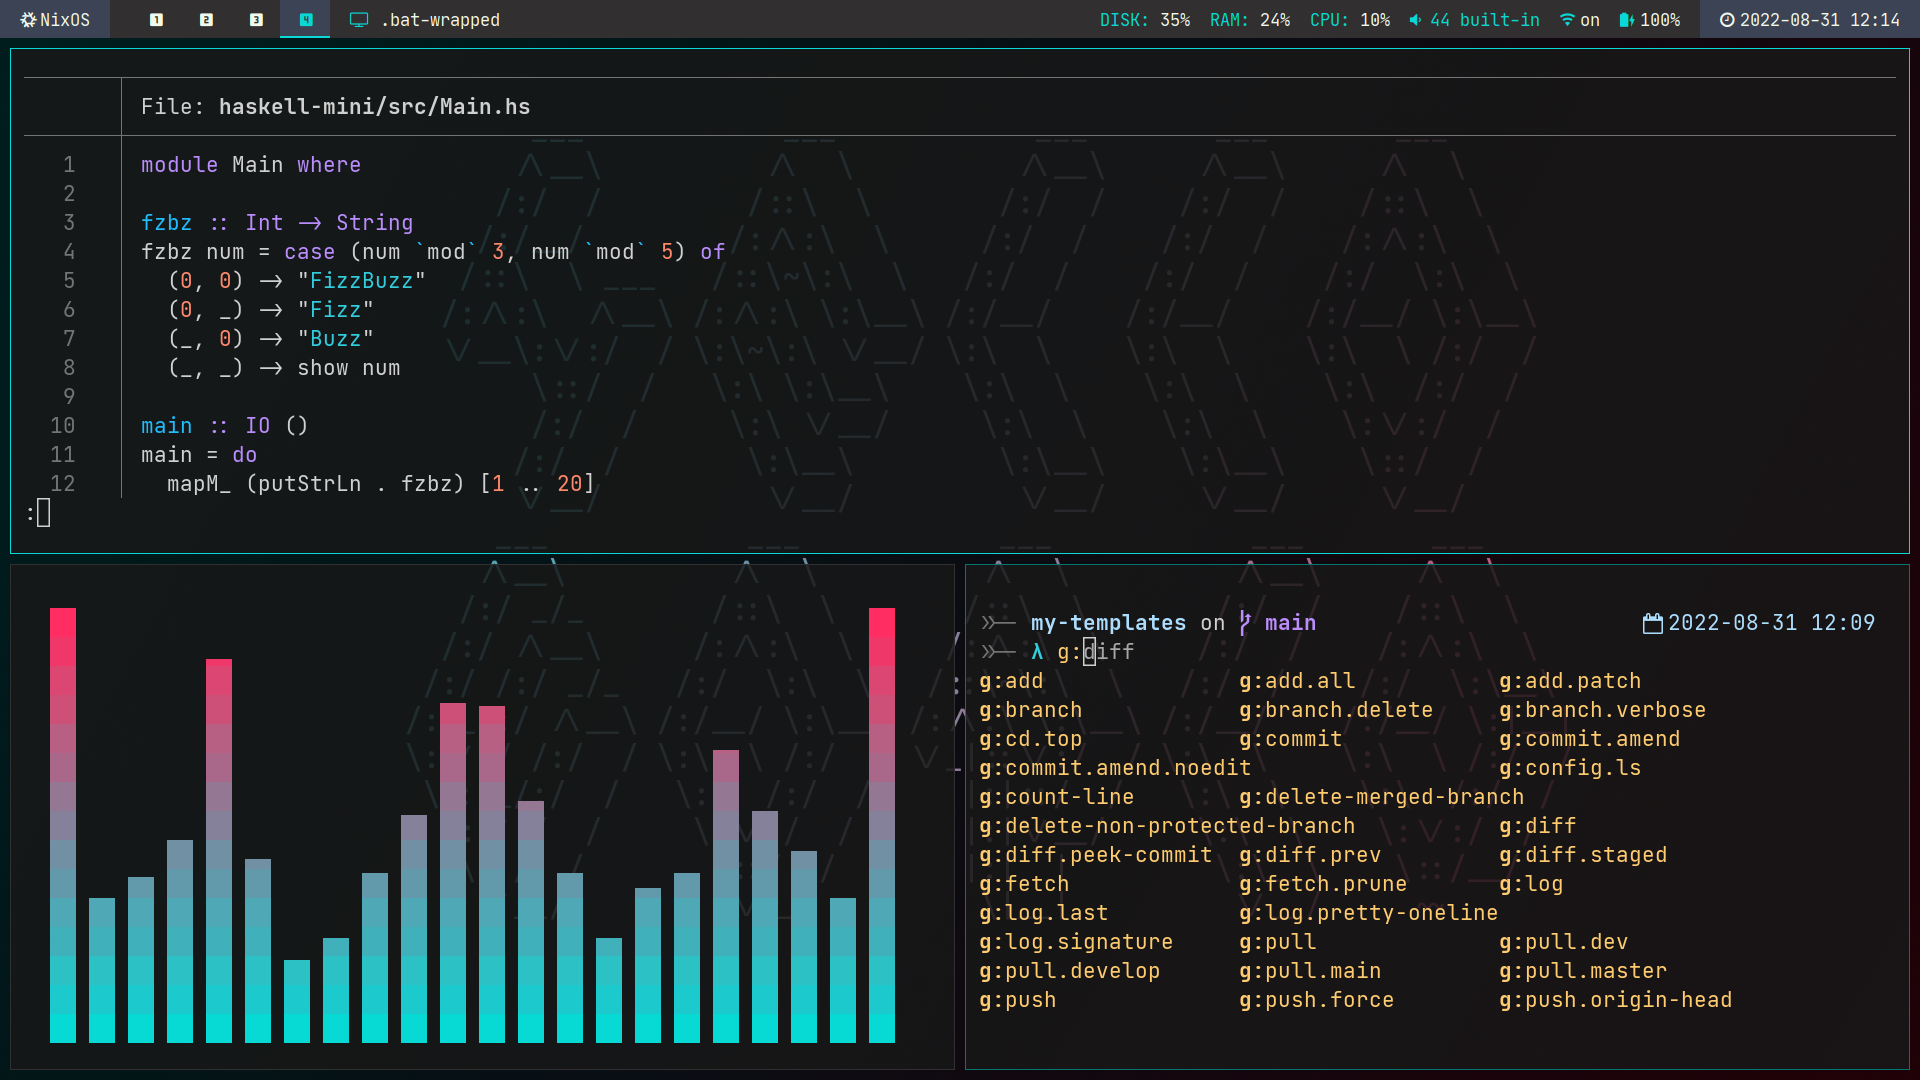 NixOS 1 2 3 4 .bat-wrapped DISK: 35% RAM: 24% CPU: 10% 44 built-in on 100% 2022-08-31 12:14
File: haskell-mini/src/Main.hs
1 module Main where
2
3 fzbz :: Int -> String
4 fzbz num = case (num `mod` 3, num `mod` 5) of
5 (0, 0) -> "FizzBuzz"
6 (0, _) -> "Fizz"
7 (_, 0) -> "Buzz"
8 (_, _) -> show num
9
10 main :: IO ()
11 main = do
12 mapM_ (putStrLn . fzbz) [1 .. 20]
:
my-templates on main 2022-08-31 12:09
λ g:diff
g:add g:add.all g:add.patch
g:branch g:branch.delete g:branch.verbose
g:cd.top g:commit g:commit.amend
g:commit.amend.noedit g:config.ls
g:count-line g:delete-merged-branch
g:delete-non-protected-branch g:diff
g:diff.peek-commit g:diff.prev g:diff.staged
g:fetch g:fetch.prune g:log
g:log.last g:log.pretty-oneline
g:log.signature g:pull g:pull.dev
g:pull.develop g:pull.main g:pull.master
g:push g:push.force g:push.origin-head